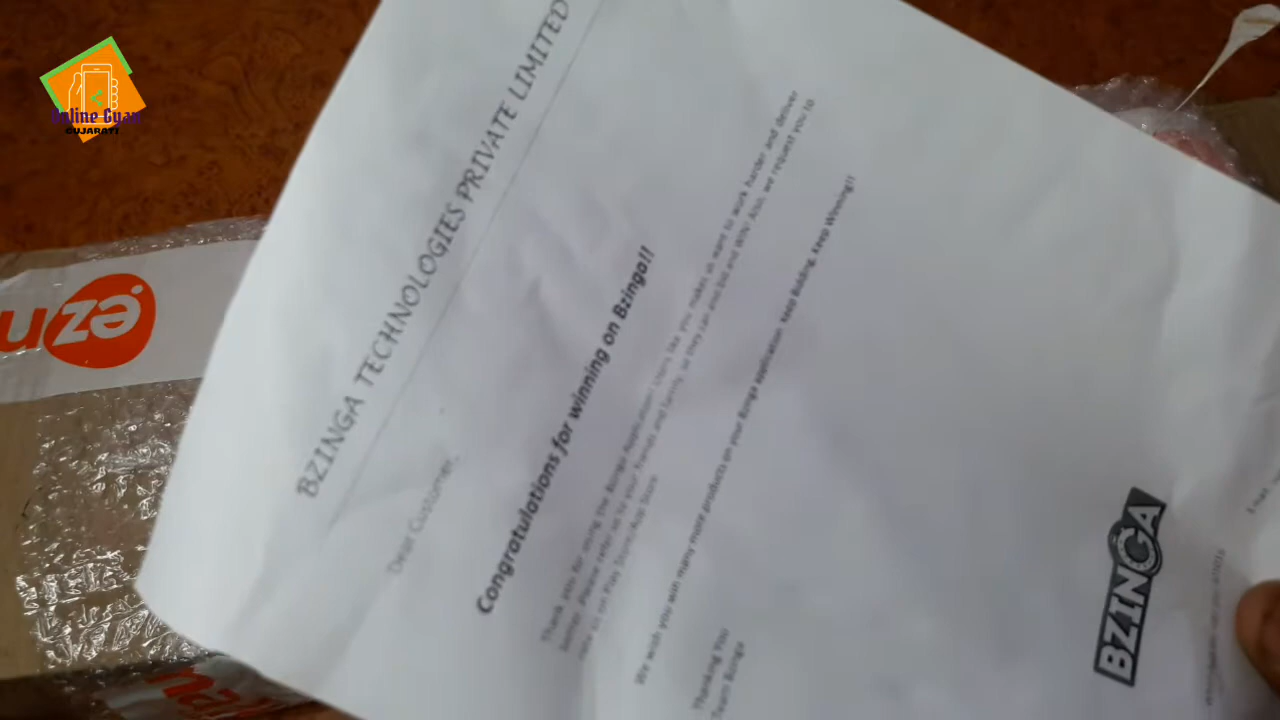 Online Gyan
GUJARATI
BZINGA TECHNOLOGIES PRIVATE LIMITED
Dear Customer,
Congratulations for winning on Bzinga!!
Thank you for using the Bzinga Application! Users like you makes us want to work harder and deliver
better. Please refer us to your friends and family, so they can and bid and WIN! Also, we request you to
rate us on Play Store/App Store
We wish you win many more products on your Bzinga application. Keep Bidding, Keep Winning!!
Thanking You
Team Bzinga
BZINGA